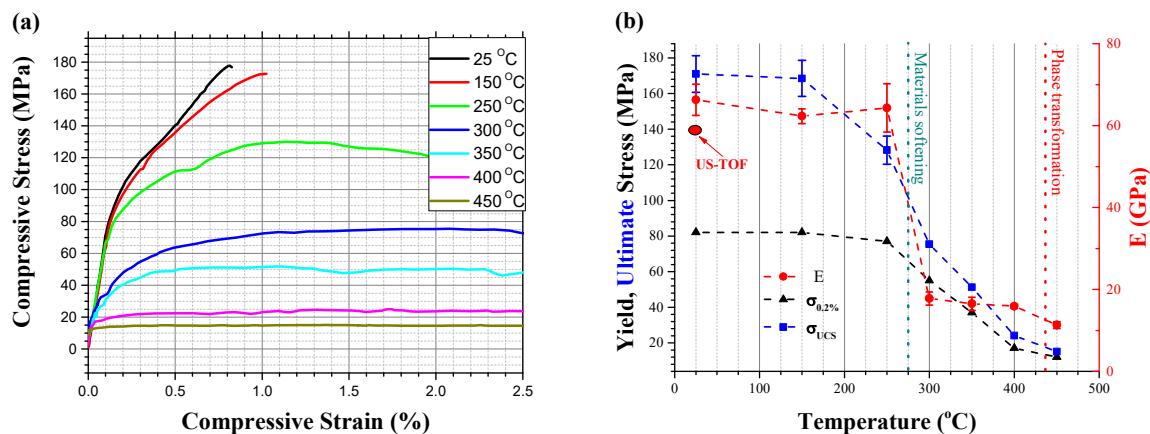 (a)
Compressive Stress (MPa)
180
160
140
120
100
80
60
40
20
0
0.0 0.5 1.0 1.5 2.0 2.5
Compressive Strain (%)
25 °C
150 °C
250 °C
300 °C
350 °C
400 °C
450 °C
(b)
Yield, Ultimate Stress (MPa)
180
160
140
120
100
80
60
40
20
0 100 200 300 400 500
Temperature (°C)
US-TOF
E
σ0.2%
σUCS
Materials softening
Phase transformation
80
60
40
20
0
E (GPa)